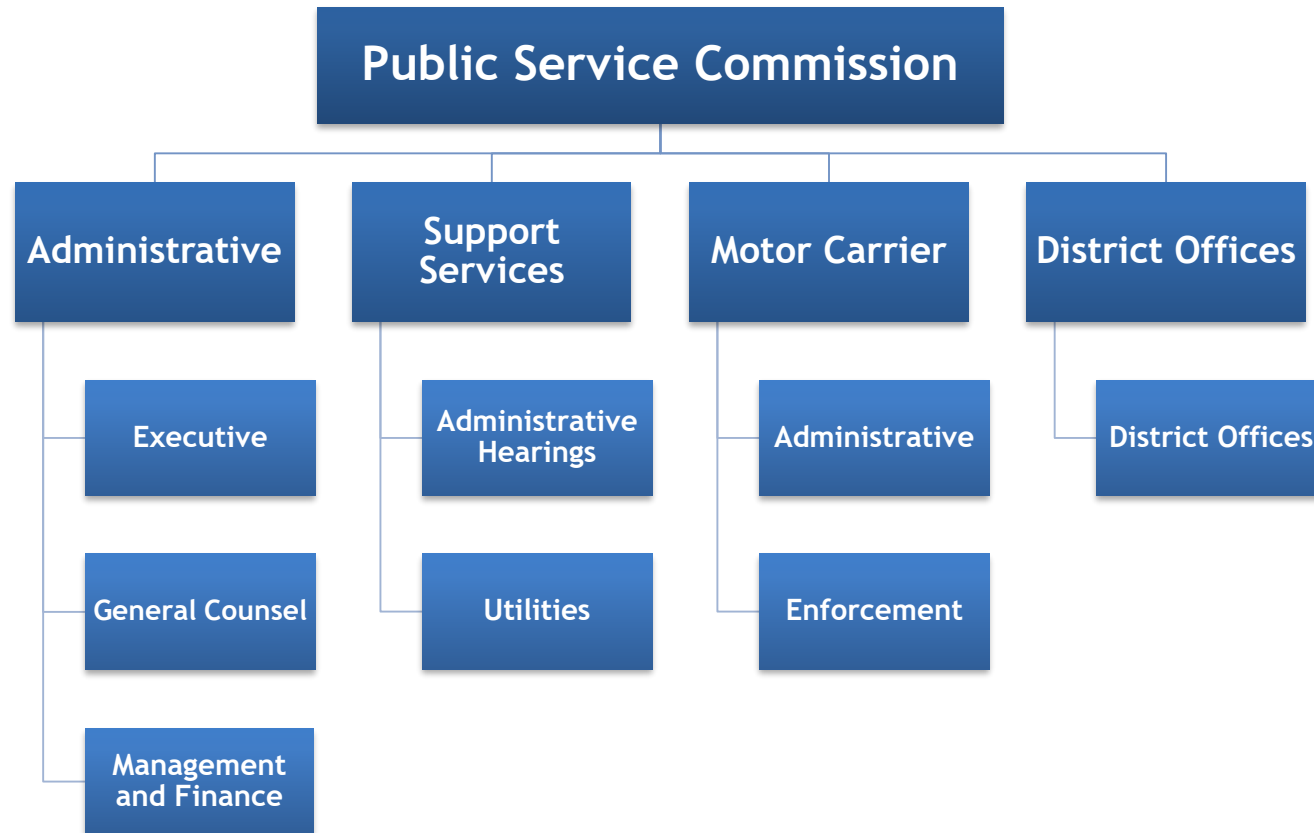 Public Service Commission
Administrative
Support
Services
Motor Carrier
District Offices
Executive
General Counsel
Management
and Finance
Administrative
Hearings
Utilities
Administrative
Enforcement
District Offices